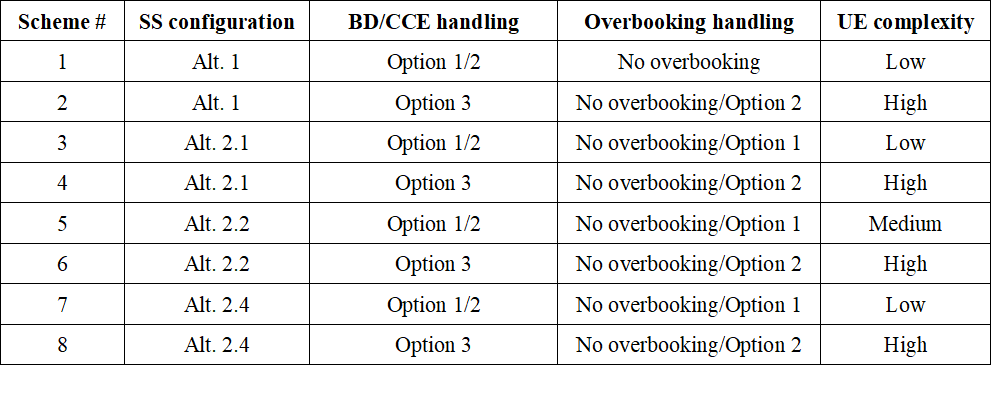 Scheme # SS configuration BD/CCE handling Overbooking handling UE complexity
1 Alt. 1 Option 1/2 No overbooking Low
2 Alt. 1 Option 3 No overbooking/Option 2 High
3 Alt. 2.1 Option 1/2 No overbooking/Option 1 Low
4 Alt. 2.1 Option 3 No overbooking/Option 2 High
5 Alt. 2.2 Option 1/2 No overbooking/Option 1 Medium
6 Alt. 2.2 Option 3 No overbooking/Option 2 High
7 Alt. 2.4 Option 1/2 No overbooking/Option 1 Low
8 Alt. 2.4 Option 3 No overbooking/Option 2 High